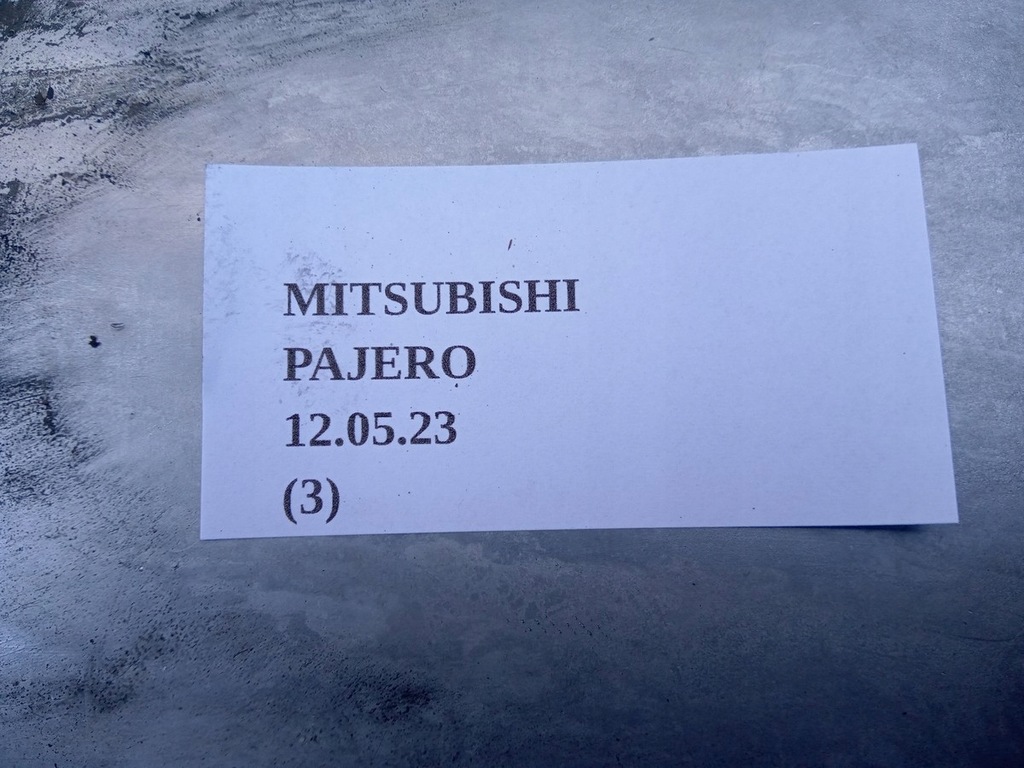 MITSUBISHI
PAJERO
12.05.23
(3)